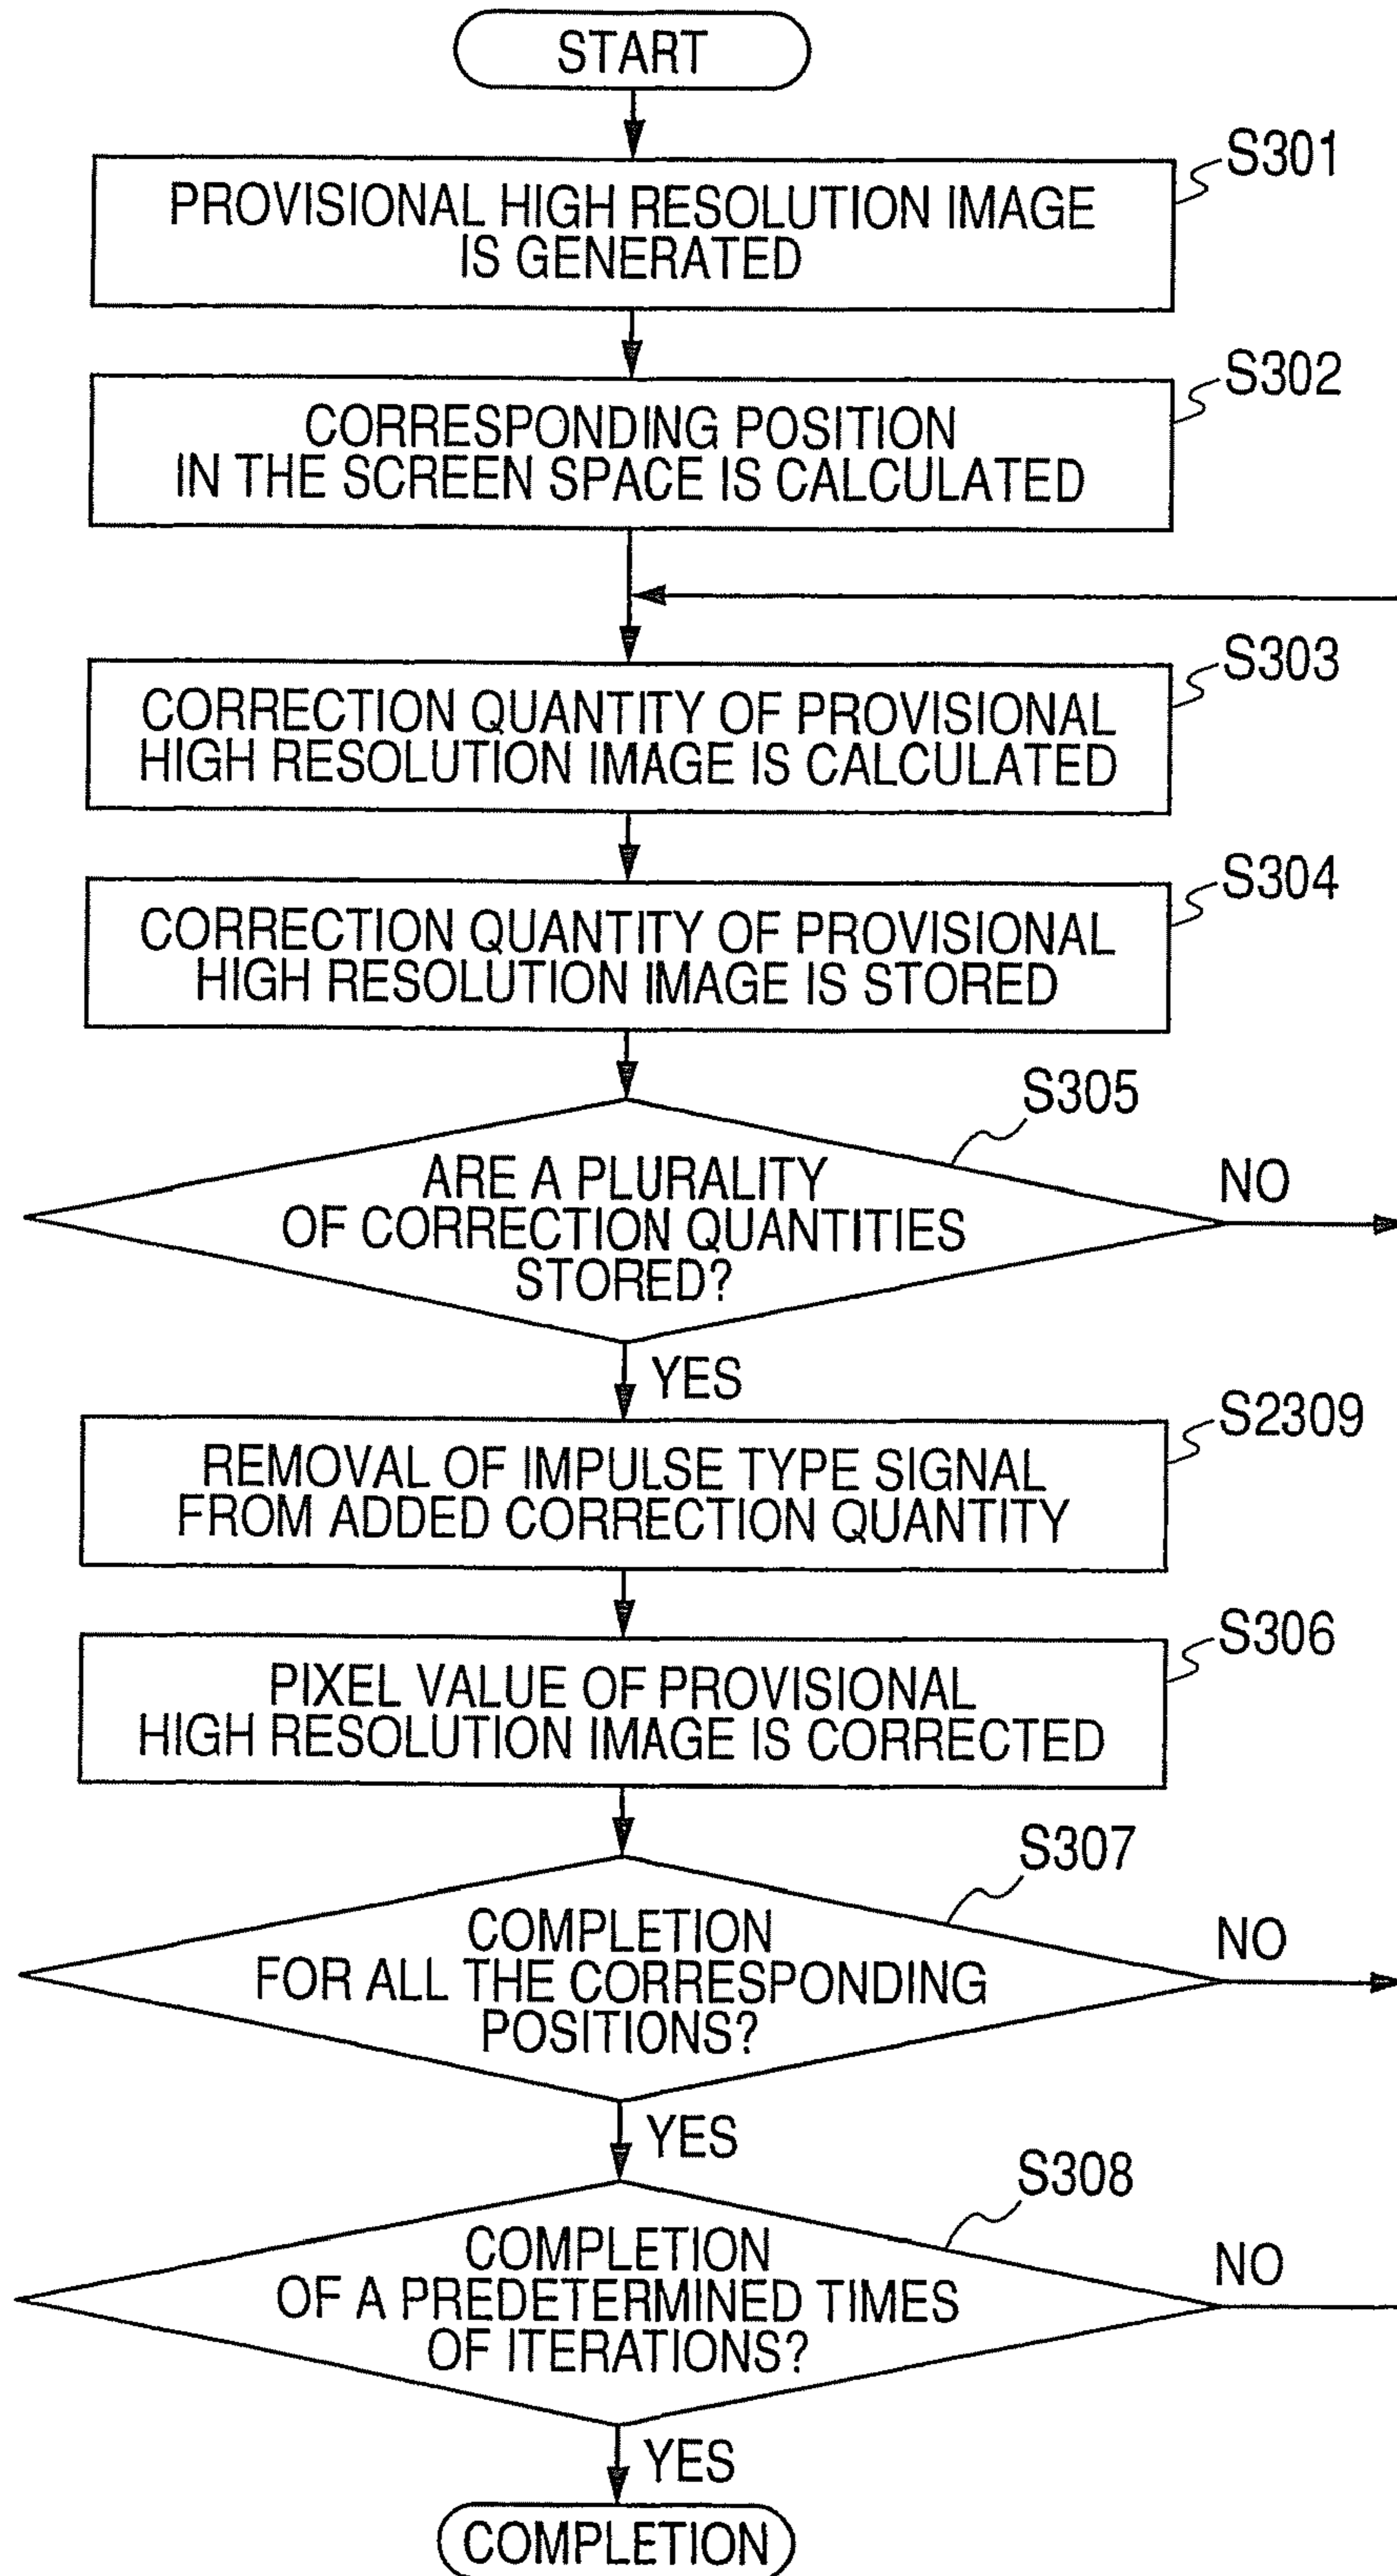 START
S301
PROVISIONAL HIGH RESOLUTION IMAGE
IS GENERATED
S302
CORRESPONDING POSITION
IN THE SCREEN SPACE IS CALCULATED
S303
CORRECTION QUANTITY OF PROVISIONAL
HIGH RESOLUTION IMAGE IS CALCULATED
S304
CORRECTION QUANTITY OF PROVISIONAL
HIGH RESOLUTION IMAGE IS STORED
S305
ARE A PLURALITY
OF CORRECTION QUANTITIES
STORED?
NO
YES
S2309
REMOVAL OF IMPULSE TYPE SIGNAL
FROM ADDED CORRECTION QUANTITY
S306
PIXEL VALUE OF PROVISIONAL
HIGH RESOLUTION IMAGE IS CORRECTED
S307
COMPLETION
FOR ALL THE CORRESPONDING
POSITIONS?
NO
YES
S308
COMPLETION
OF A PREDETERMINED TIMES
OF ITERATIONS?
NO
YES
COMPLETION